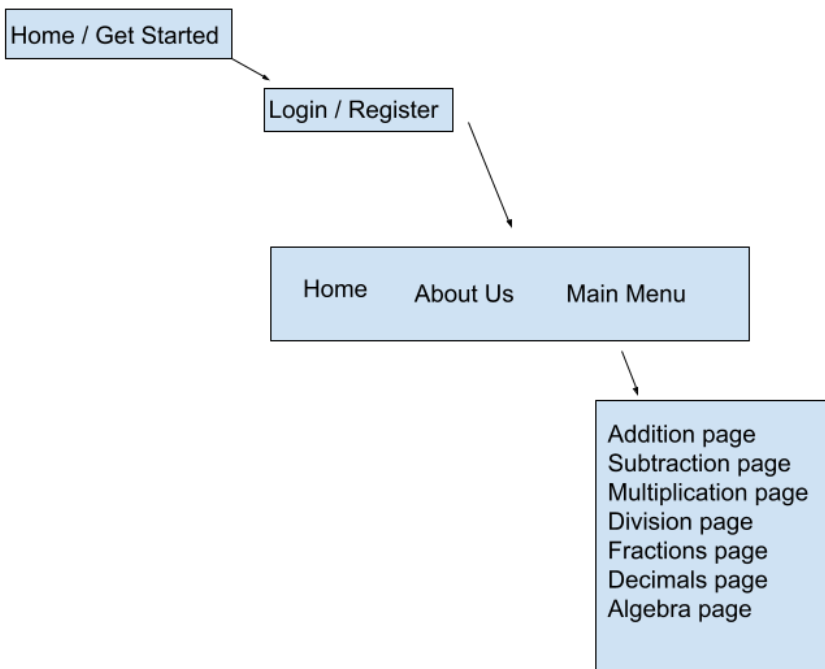 Home / Get Started
Login / Register
Home About Us Main Menu
Addition page
Subtraction page
Multiplication page
Division page
Fractions page
Decimals page
Algebra page